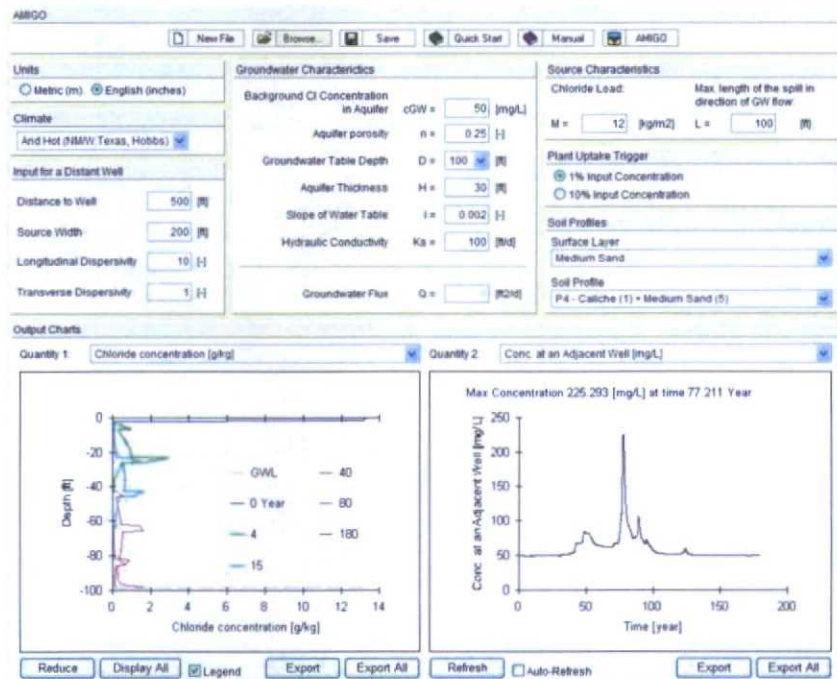 AMIGO
New File Browse... Save Quick Start Manual AMIGO
Units
Metric (m) English (inches)
Climate
Arid Hot (NM/W.Texas, Hobbs)
Input for a Distant Well
Distance to Well 500 [ft]
Source Width 200 [ft]
Longitudinal Dispersivity 10 [-]
Transverse Dispersivity 1 [-]
Groundwater Characteristics
Background Cl Concentration
in Aquifer cGW = 50 [mg/L]
Aquifer porosity n = 0.25 [-]
Groundwater Table Depth D = 100 [ft]
Aquifer Thickness H = 30 [ft]
Slope of Water Table i = 0.002 [-]
Hydraulic Conductivity Ks = 100 [ft/d]
Groundwater Flux Q = [ft2/d]
Source Characteristics
Chloride Load: Max. length of the spill in
direction of GW flow:
M = 12 [kg/m2] L = 100 [ft]
Plant Uptake Trigger
1% Input Concentration
10% Input Concentration
Soil Profiles
Surface Layer
Medium Sand
Soil Profile
P4 - Caliche (1) + Medium Sand (5)
Output Charts
Quantity 1: Chloride concentration [g/kg]
0
-20
-40
-60
-80
-100
Depth [ft]
GWL 40
0 Year 80
4 180
15
0 2 4 6 8 10 12 14
Chloride concentration [g/kg]
Reduce Display All Legend Export Export All
Quantity 2: Conc. at an Adjacent Well [mg/L]
Max Concentration 225.293 [mg/L] at time 77.211 Year
250
200
150
100
50
0
Conc. at an Adjacent Well [mg/L]
0 50 100 150 200
Time [year]
Refresh Auto-Refresh Export Export All